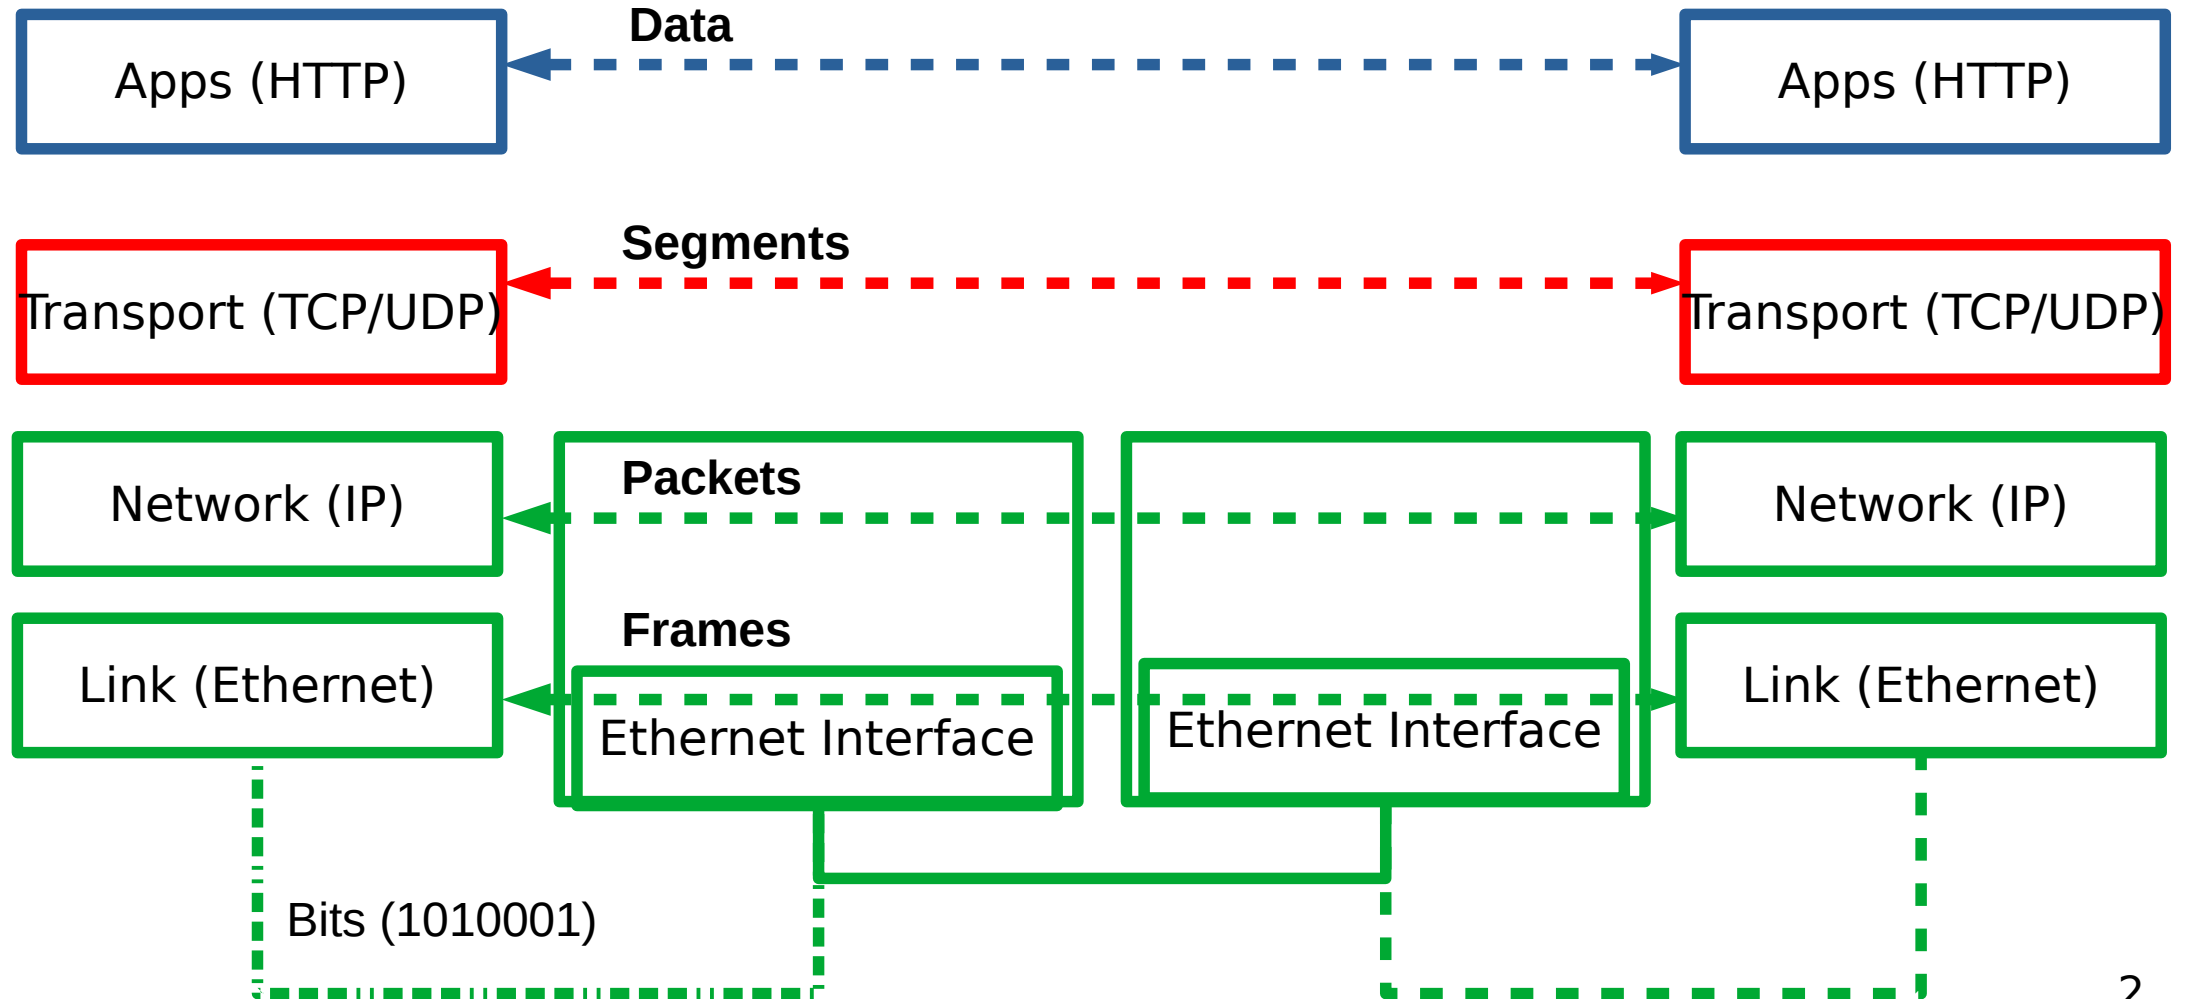 Data
Apps (HTTP)
Apps (HTTP)
Segments
Transport (TCP/UDP)
Transport (TCP/UDP)
Packets
Network (IP)
Network (IP)
Frames
Link (Ethernet)
Ethernet Interface
Ethernet Interface
Link (Ethernet)
Bits (1010001)
2